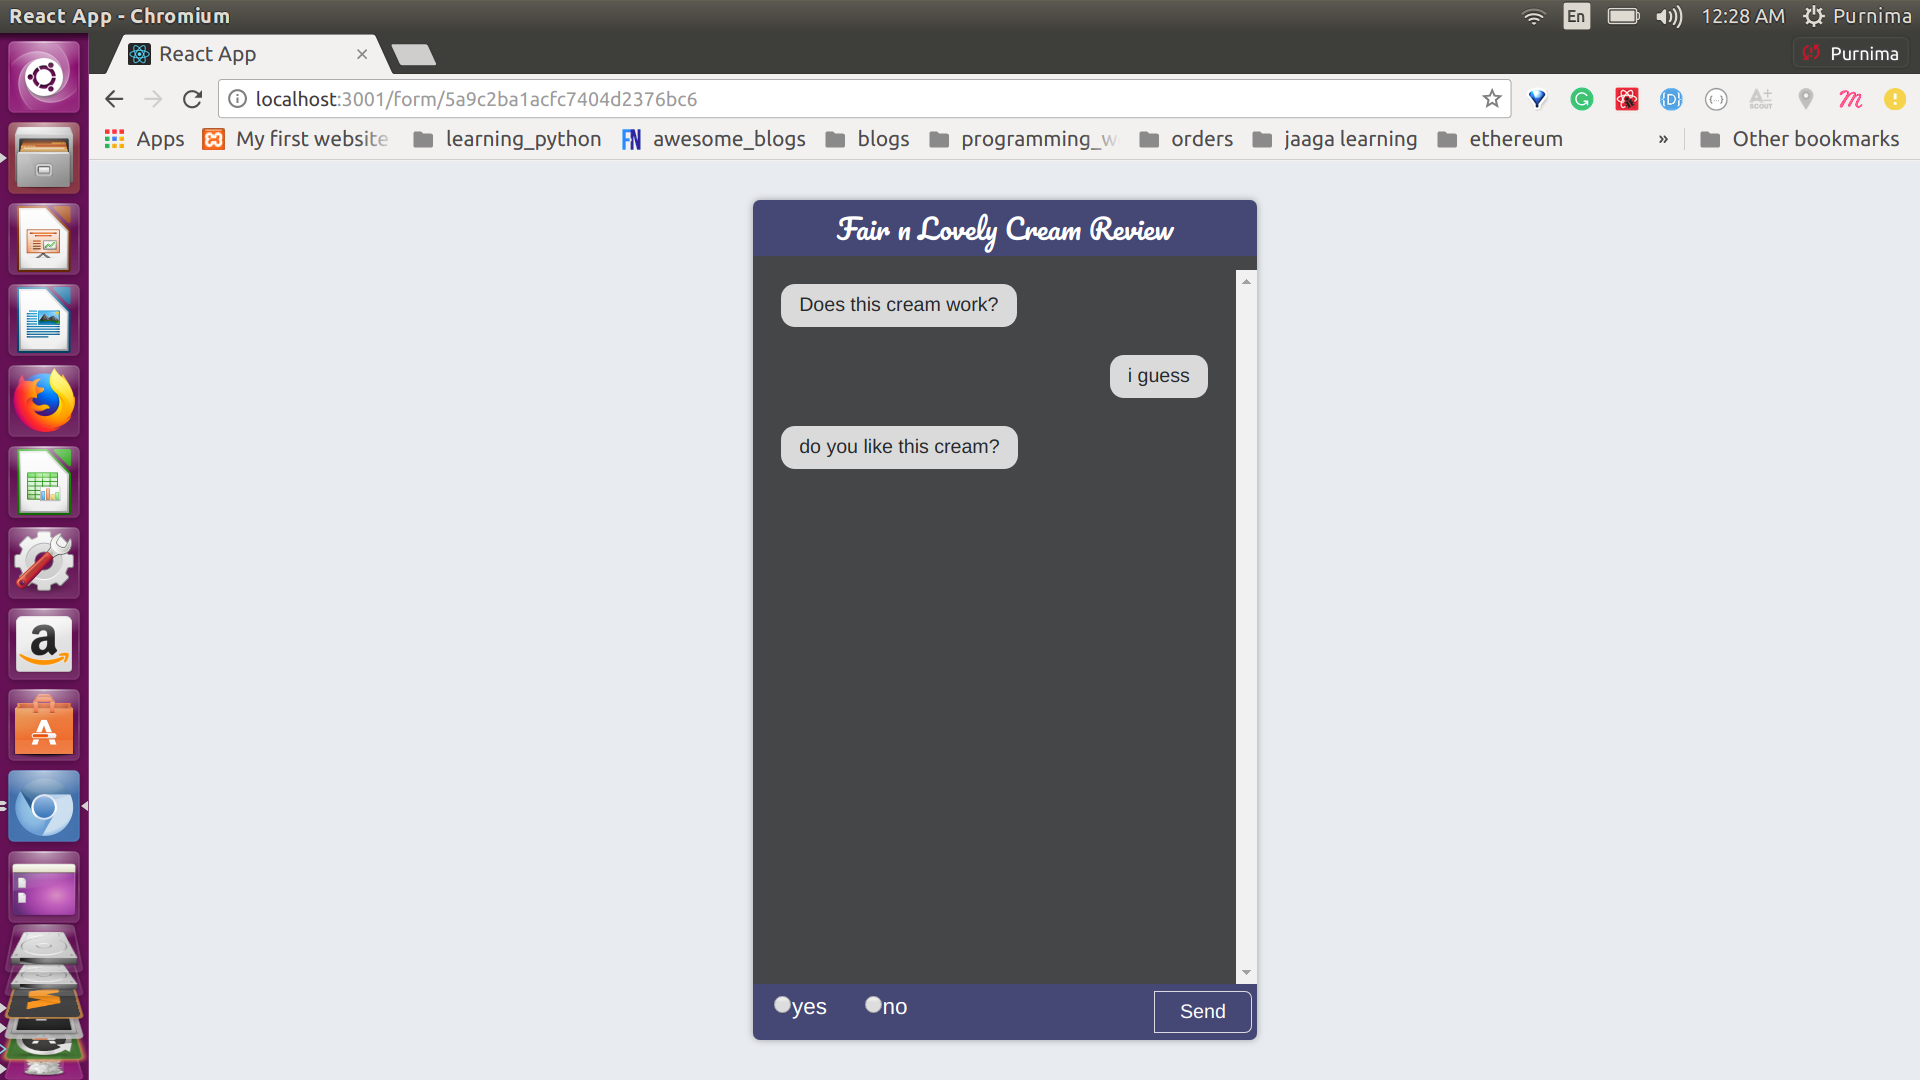 React App - Chromium
En
12:28 AM
Purnima
React App
Purnima
localhost:3001/form/5a9c2ba1acfc7404d2376bc6
Apps
My first website
learning_python
awesome_blogs
blogs
programming_w
orders
jaaga learning
ethereum
»
Other bookmarks
Fair n Lovely Cream Review
Does this cream work?
i guess
do you like this cream?
yes
no
Send